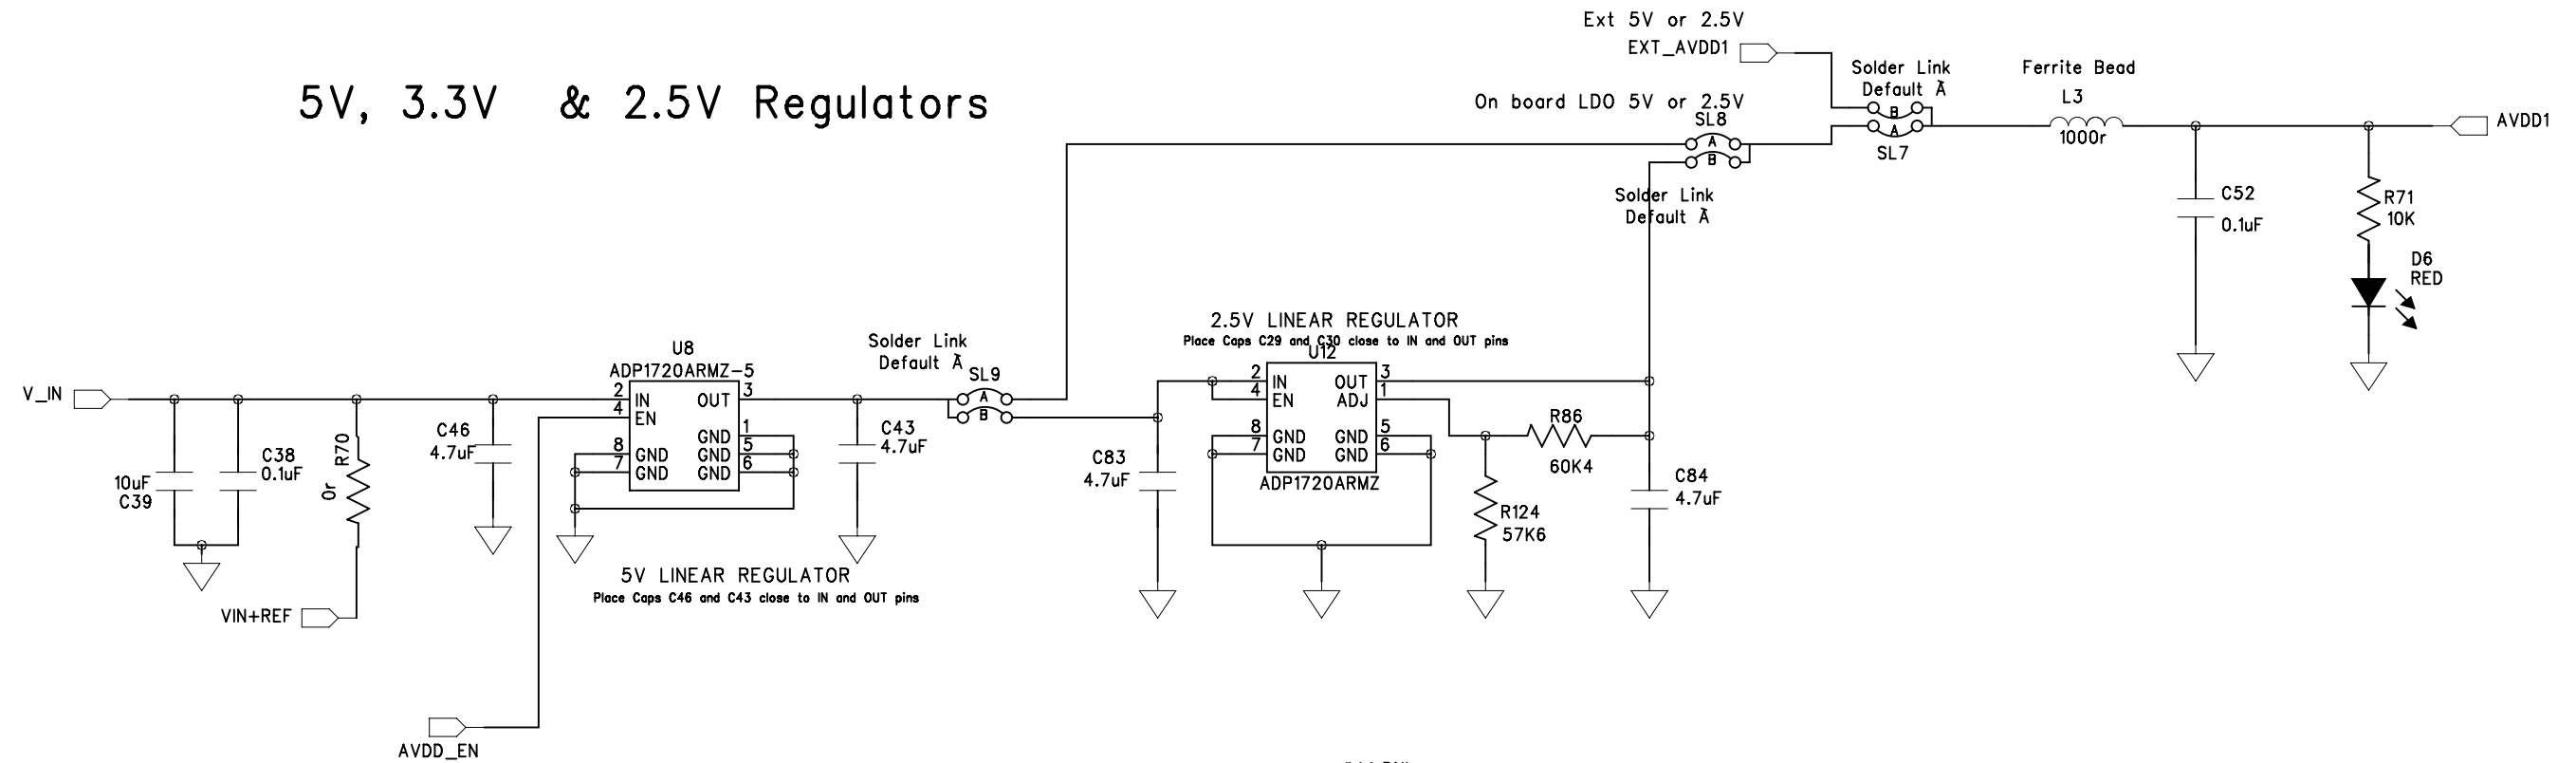 Ext 5V or 2.5V
EXT_AVDD1
5V, 3.3V & 2.5V Regulators
On board LDO 5V or 2.5V
SL8
A
B
Solder Link
Default A
Solder Link
Default A
B
A
SL7
Ferrite Bead
L3
1000r
AVDD1
C52
0.1uF
R71
10K
D6
RED
V_IN
10uF
C39
C38
0.1uF
R70
0r
VIN+REF
C46
4.7uF
AVDD_EN
U8
ADP1720ARMZ-5
2
IN
4
EN
8
GND
7
GND
OUT
3
GND
1
GND
5
GND
6
5V LINEAR REGULATOR
Place Caps C46 and C43 close to IN and OUT pins
C43
4.7uF
Solder Link
Default A
SL9
A
B
C83
4.7uF
2.5V LINEAR REGULATOR
Place Caps C29 and C30 close to IN and OUT pins
U12
2
IN
4
EN
8
GND
7
GND
OUT
3
ADJ
1
GND
5
GND
6
ADP1720ARMZ
R86
60K4
R124
57K6
C84
4.7uF